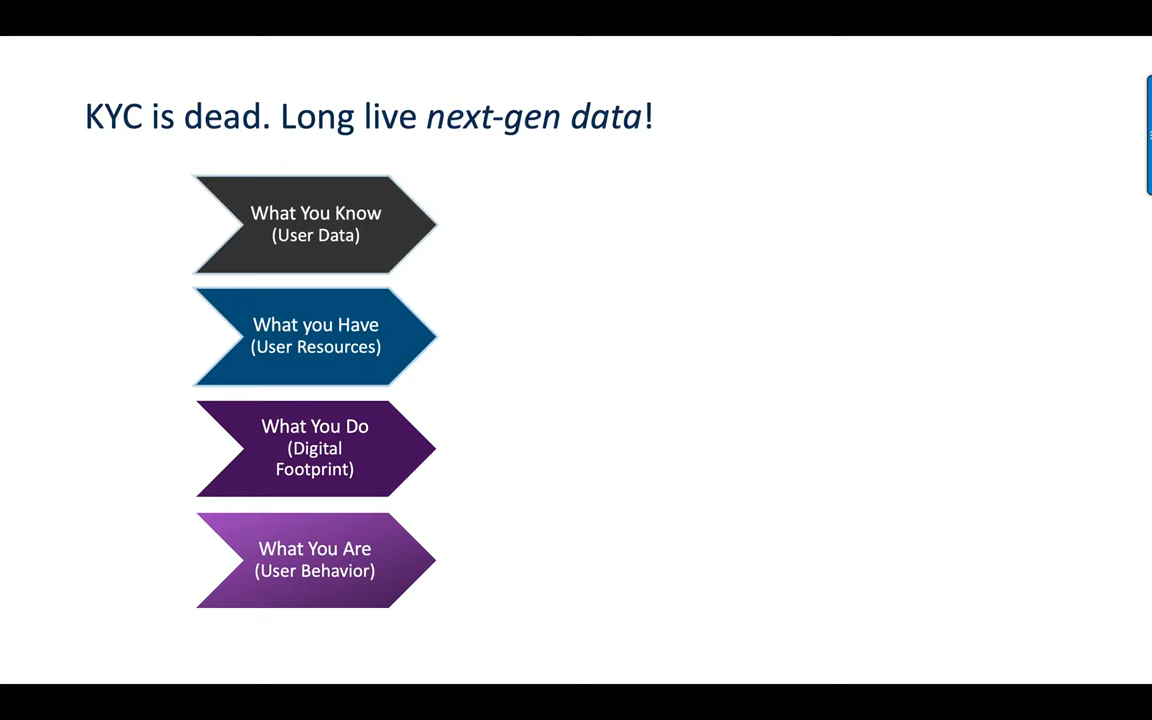 KYC is dead. Long live next-gen data!
What You Know
(User Data)
What you Have
(User Resources)
What You Do
(Digital
Footprint)
What You Are
(User Behavior)